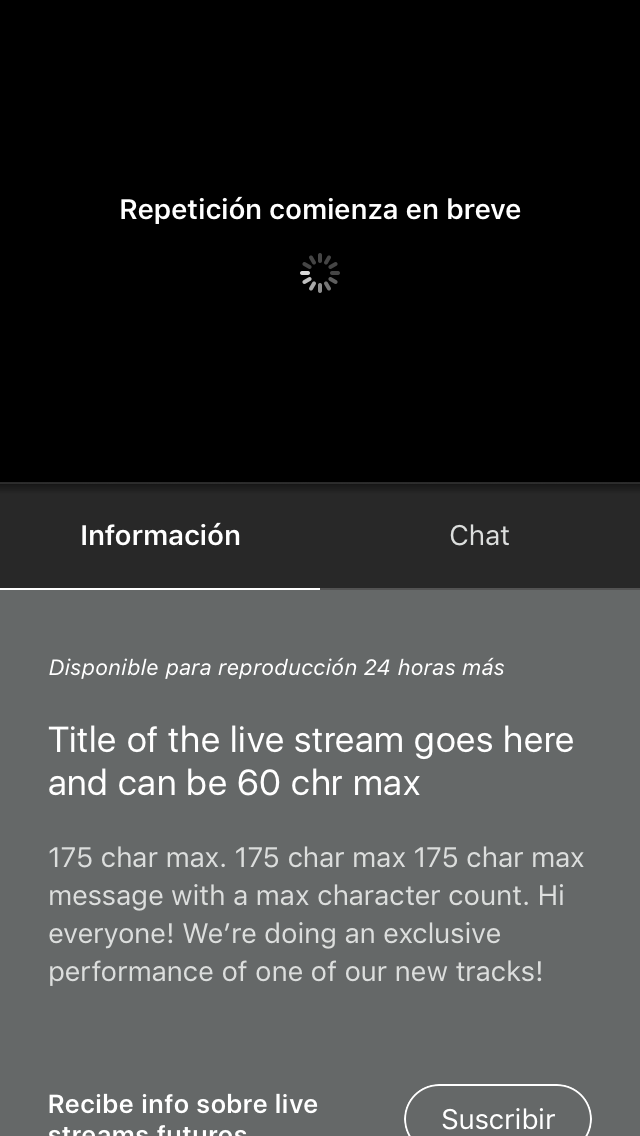 Repetición comienza en breve
Información
Chat
Disponible para reproducción 24 horas más
Title of the live stream goes here
and can be 60 chr max
175 char max. 175 char max 175 char max
message with a max character count. Hi
everyone! We’re doing an exclusive
performance of one of our new tracks!
Recibe info sobre live
streams futuros
Suscribir